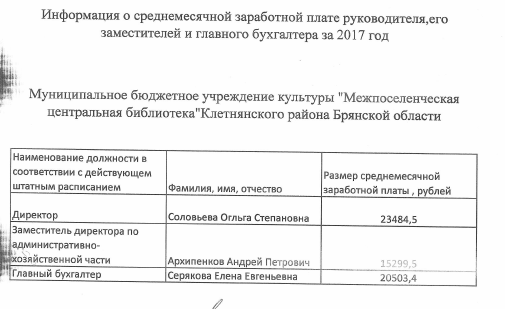 Информация о среднемесячной заработной плате руководителя,его
заместителей и главного бухгалтера за 2017 год
Муниципальное бюджетное учреждение культуры "Межпоселенческая
центральная библиотека"Клетнянского района Брянской области
Наименование должности в
соответствии с действующем
штатным расписанием
Фамилия, имя, отчество
Размер среднемесячной
заработной платы , рублей
Директор
Соловьева Огльга Степановна
23484,5
Заместитель директора по
административно-
хозяйственной части
Архипенков Андрей Петрович
15299,5
Главный бухгалтер
Серякова Елена Евгеньевна
20503,4